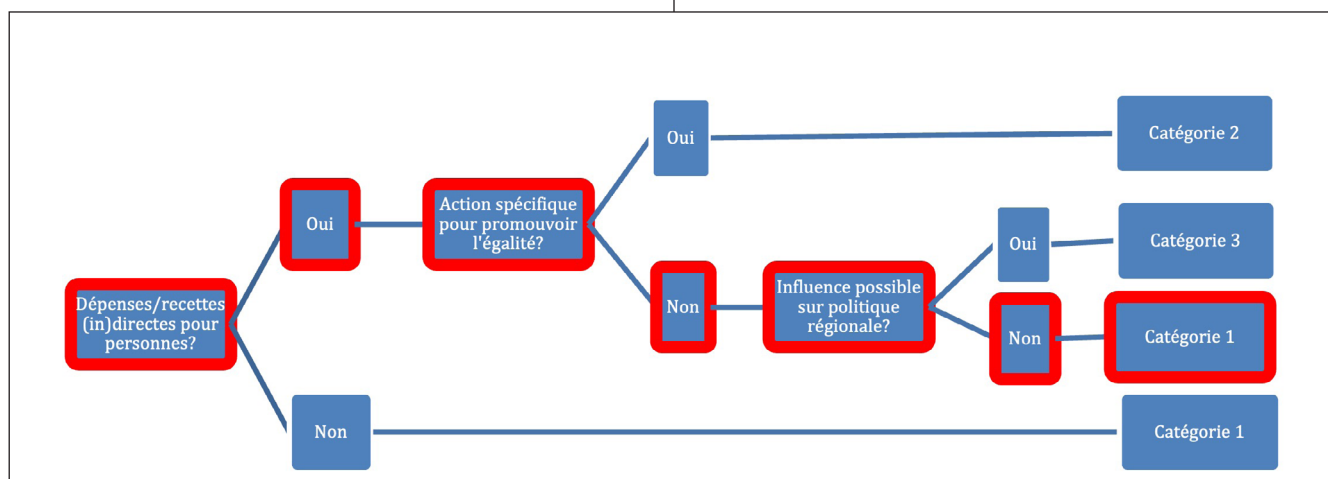 Oui
Catégorie 2
Oui
Action spécifique
pour promouvoir
l'égalité?
Oui
Catégorie 3
Dépenses/recettes
(in)directes pour
personnes?
Non
Influence possible
sur politique
régionale?
Non
Catégorie 1
Non
Catégorie 1